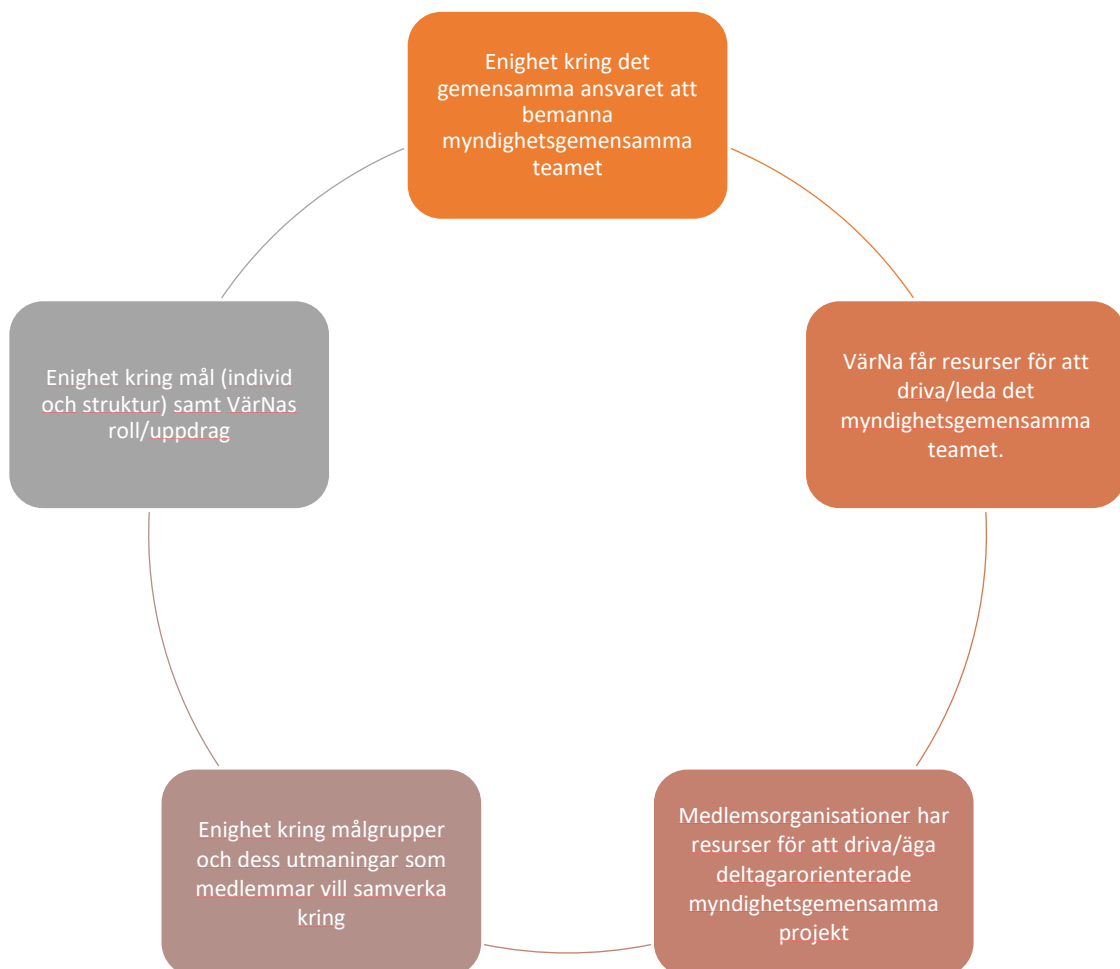 Enighet kring det
gemensamma ansvaret att
bemanna
myndighetsgemensamma
teamet
VärNa får resurser för att
driva/leda det
myndighetsgemensamma
teamet.
Medlemsorganisationer har
resurser för att driva/äga
deltagarorienterade
myndighetsgemensamma
projekt
Enighet kring målgrupper
och dess utmaningar som
medlemmar vill samverka
kring
Enighet kring mål (individ
och struktur) samt VärNas
roll/uppdrag